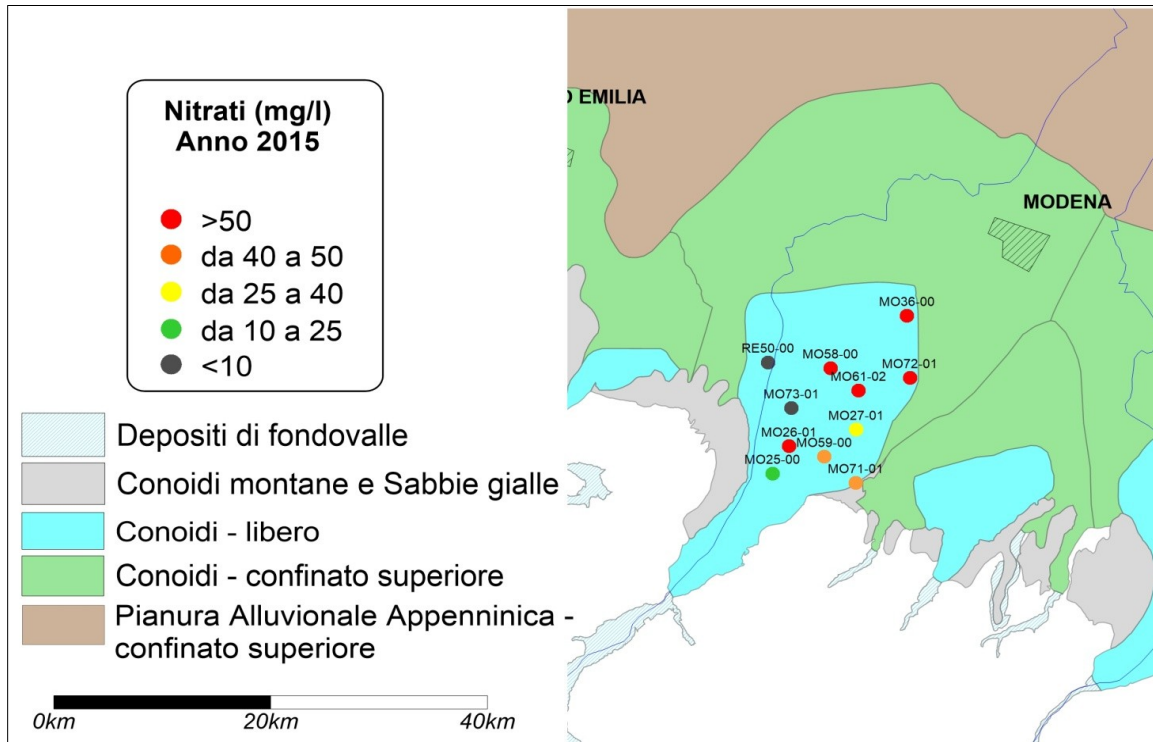 Nitrati (mg/l)
Anno 2015
>50
da 40 a 50
da 25 a 40
da 10 a 25
<10
Depositi di fondovalle
Conoidi montane e Sabbie gialle
Conoidi - libero
Conoidi - confinato superiore
Pianura Alluvionale Appenninica -
confinato superiore
0km
20km
40km
EMILIA
MODENA
MO36-00
RE50-00
MO58-00
MO72-01
MO61-02
MO73-01
MO27-01
MO26-01
MO59-00
MO25-00
MO71-01